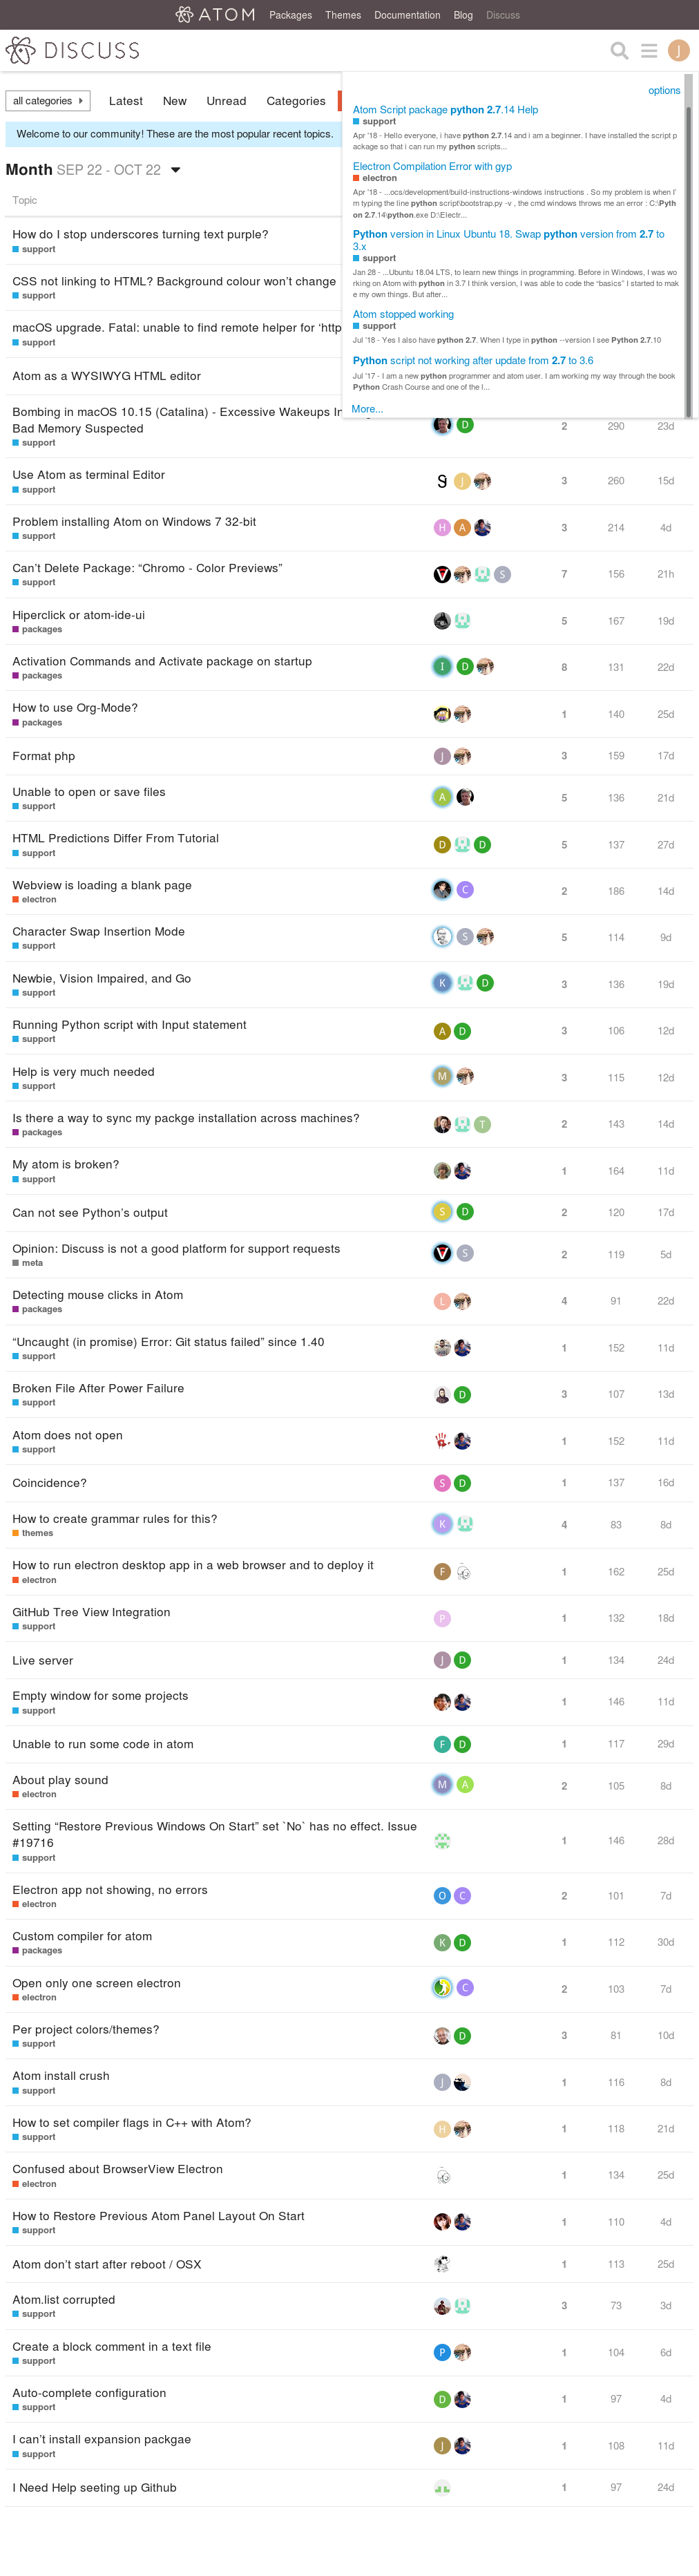 ATOM Packages Themes Documentation Blog Discuss
DISCUSS
J
all categories Latest New Unread Categories
options
Atom Script package python 2.7.14 Help
support
Apr '18 - Hello everyone, i have python 2.7.14 and i am a beginner. I have installed the script p
ackage so that i can run my python scripts...
Electron Compilation Error with gyp
electron
Apr '18 - ...ocs/development/build-instructions-windows instructions . So my problem is when I'
m typing the line python script\bootstrap.py -v , the cmd windows throws me an error : C:\Pyth
on 2.7.14\python.exe D:\Electr...
Python version in Linux Ubuntu 18. Swap python version from 2.7 to
3.x
support
Jan 28 - ...Ubuntu 18.04 LTS, to learn new things in programming. Before in Windows, I was wo
rking on Atom with python in 3.7 I think version, I was able to code the “basics” I started to mak
e my own things. But after...
Atom stopped working
support
Jul '18 - Yes I also have python 2.7. When I type in python --version I see Python 2.7.10
Python script not working after update from 2.7 to 3.6
Jul '17 - I am a new python programmer and atom user. I am working my way through the book
Python Crash Course and one of the l...
More...
Welcome to our community! These are the most popular recent topics.
Month SEP 22 - OCT 22
Topic
How do I stop underscores turning text purple?
support
CSS not linking to HTML? Background colour won’t change
support
macOS upgrade. Fatal: unable to find remote helper for ‘http
support
Atom as a WYSIWYG HTML editor
Bombing in macOS 10.15 (Catalina) - Excessive Wakeups In
Bad Memory Suspected
support
D 2 290 23d
Use Atom as terminal Editor
support
J 3 260 15d
Problem installing Atom on Windows 7 32-bit
support
H A 3 214 4d
Can’t Delete Package: “Chromo - Color Previews”
support
S 7 156 21h
Hiperclick or atom-ide-ui
packages
5 167 19d
Activation Commands and Activate package on startup
packages
I D 8 131 22d
How to use Org-Mode?
packages
1 140 25d
Format php
J 3 159 17d
Unable to open or save files
support
A 5 136 21d
HTML Predictions Differ From Tutorial
support
D D 5 137 27d
Webview is loading a blank page
electron
C 2 186 14d
Character Swap Insertion Mode
support
S 5 114 9d
Newbie, Vision Impaired, and Go
support
K D 3 136 19d
Running Python script with Input statement
support
A D 3 106 12d
Help is very much needed
support
M 3 115 12d
Is there a way to sync my packge installation across machines?
packages
T 2 143 14d
My atom is broken?
support
1 164 11d
Can not see Python’s output
S D 2 120 17d
Opinion: Discuss is not a good platform for support requests
meta
S 2 119 5d
Detecting mouse clicks in Atom
packages
L 4 91 22d
“Uncaught (in promise) Error: Git status failed” since 1.40
support
1 152 11d
Broken File After Power Failure
support
D 3 107 13d
Atom does not open
support
1 152 11d
Coincidence?
S D 1 137 16d
How to create grammar rules for this?
themes
K 4 83 8d
How to run electron desktop app in a web browser and to deploy it
electron
F 1 162 25d
GitHub Tree View Integration
support
P 1 132 18d
Live server
J D 1 134 24d
Empty window for some projects
support
1 146 11d
Unable to run some code in atom
F D 1 117 29d
About play sound
electron
M A 2 105 8d
Setting “Restore Previous Windows On Start” set `No` has no effect. Issue
#19716
support
1 146 28d
Electron app not showing, no errors
electron
O C 2 101 7d
Custom compiler for atom
packages
K D 1 112 30d
Open only one screen electron
electron
C 2 103 7d
Per project colors/themes?
support
D 3 81 10d
Atom install crush
support
J 1 116 8d
How to set compiler flags in C++ with Atom?
support
H 1 118 21d
Confused about BrowserView Electron
electron
1 134 25d
How to Restore Previous Atom Panel Layout On Start
support
1 110 4d
Atom don’t start after reboot / OSX
1 113 25d
Atom.list corrupted
support
3 73 3d
Create a block comment in a text file
support
P 1 104 6d
Auto-complete configuration
support
D 1 97 4d
I can’t install expansion packgae
support
J 1 108 11d
I Need Help seeting up Github
1 97 24d